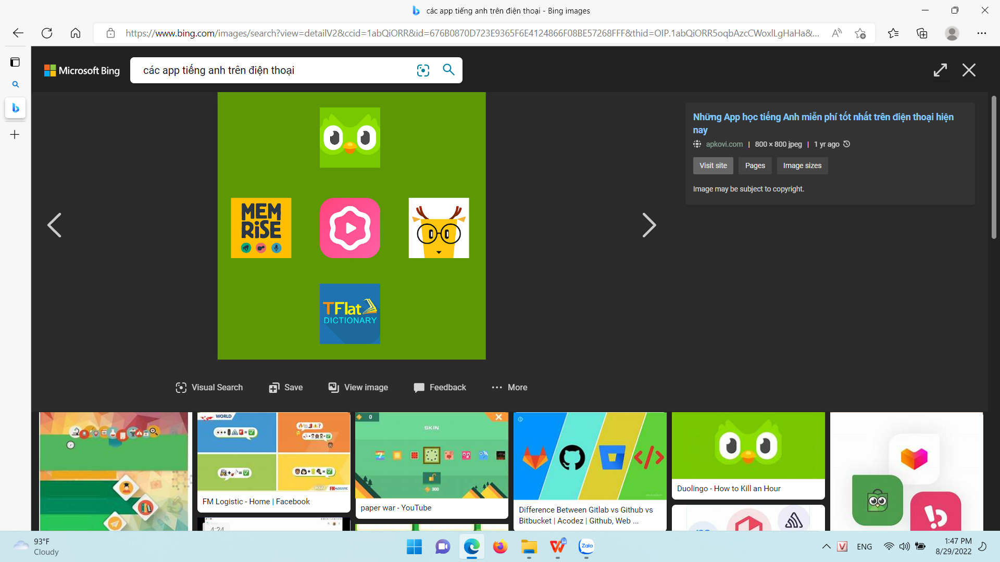 các app tiếng anh trên điện thoại - Bing images
https://www.bing.com/images/search?view=detailV2&ccid=1abQiORR&id=676B0870D723E9365F6E4124866F08BE57268FFF&thid=OIP.1abQiORR5oqbAzcCWoxlLgHaHa&...
Microsoft Bing
các app tiếng anh trên điện thoại
Những App học tiếng Anh miễn phí tốt nhất trên điện thoại hiện
nay
apkovi.com | 800 × 800 jpeg | 1 yr ago
Visit site
Pages
Image sizes
Image may be subject to copyright.
MEM
RiSE
TFlat
DICTIONARY
Visual Search
Save
View image
Feedback
More
WORLD
FM LOGISTIC
FM Logistic - Home | Facebook
4:24
0
SKIN
300
paper war - YouTube
</>
Difference Between Gitlab vs Github vs
Bitbucket | Acodez | Github, Web ...
Duolingo - How to Kill an Hour
93°F
Cloudy
Zalo
V
ENG
1:47 PM
8/29/2022